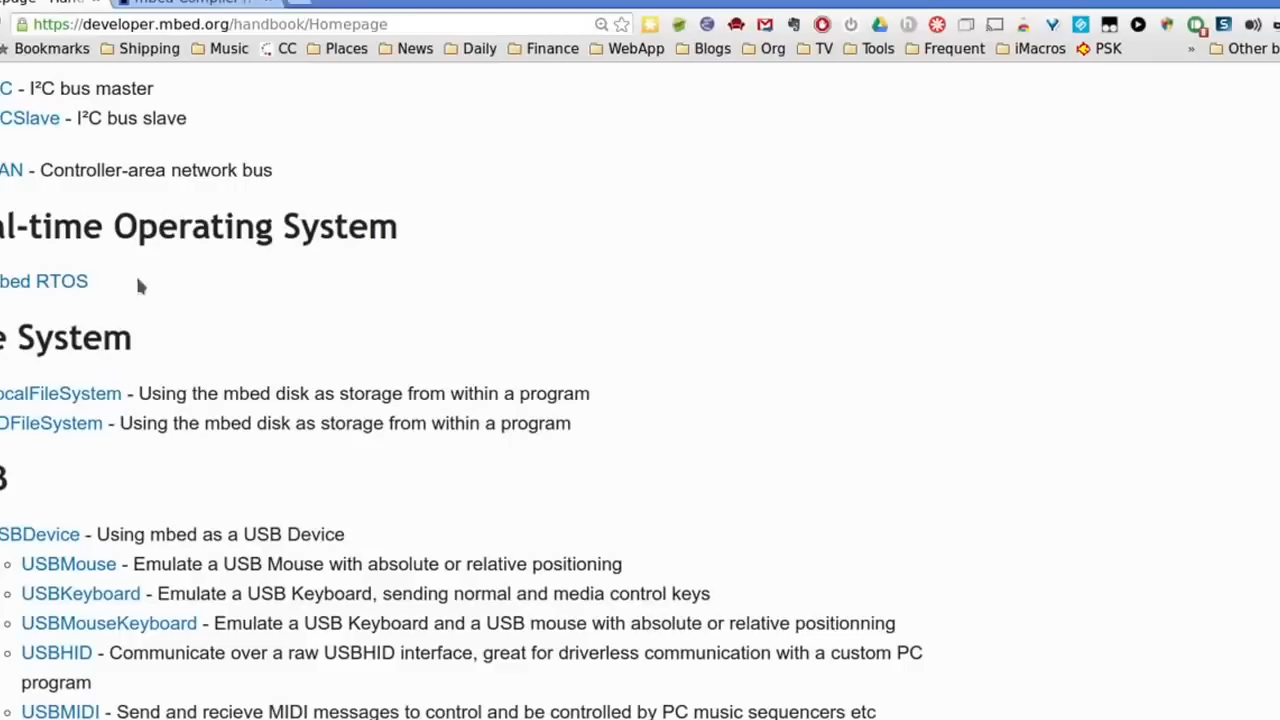 https://developer.mbed.org/handbook/Homepage
Bookmarks Shipping Music CC Places News Daily Finance WebApp Blogs Org TV Tools Frequent iMacros PSK » Other b
C - I²C bus master
CSlave - I²C bus slave
AN - Controller-area network bus
al-time Operating System
bed RTOS
e System
ocalFileSystem - Using the mbed disk as storage from within a program
DFileSystem - Using the mbed disk as storage from within a program
B
SBDevice - Using mbed as a USB Device
USBMouse - Emulate a USB Mouse with absolute or relative positioning
USBKeyboard - Emulate a USB Keyboard, sending normal and media control keys
USBMouseKeyboard - Emulate a USB Keyboard and a USB mouse with absolute or relative positionning
USBHID - Communicate over a raw USBHID interface, great for driverless communication with a custom PC
program
USBMIDI - Send and recieve MIDI messages to control and be controlled by PC music sequencers etc